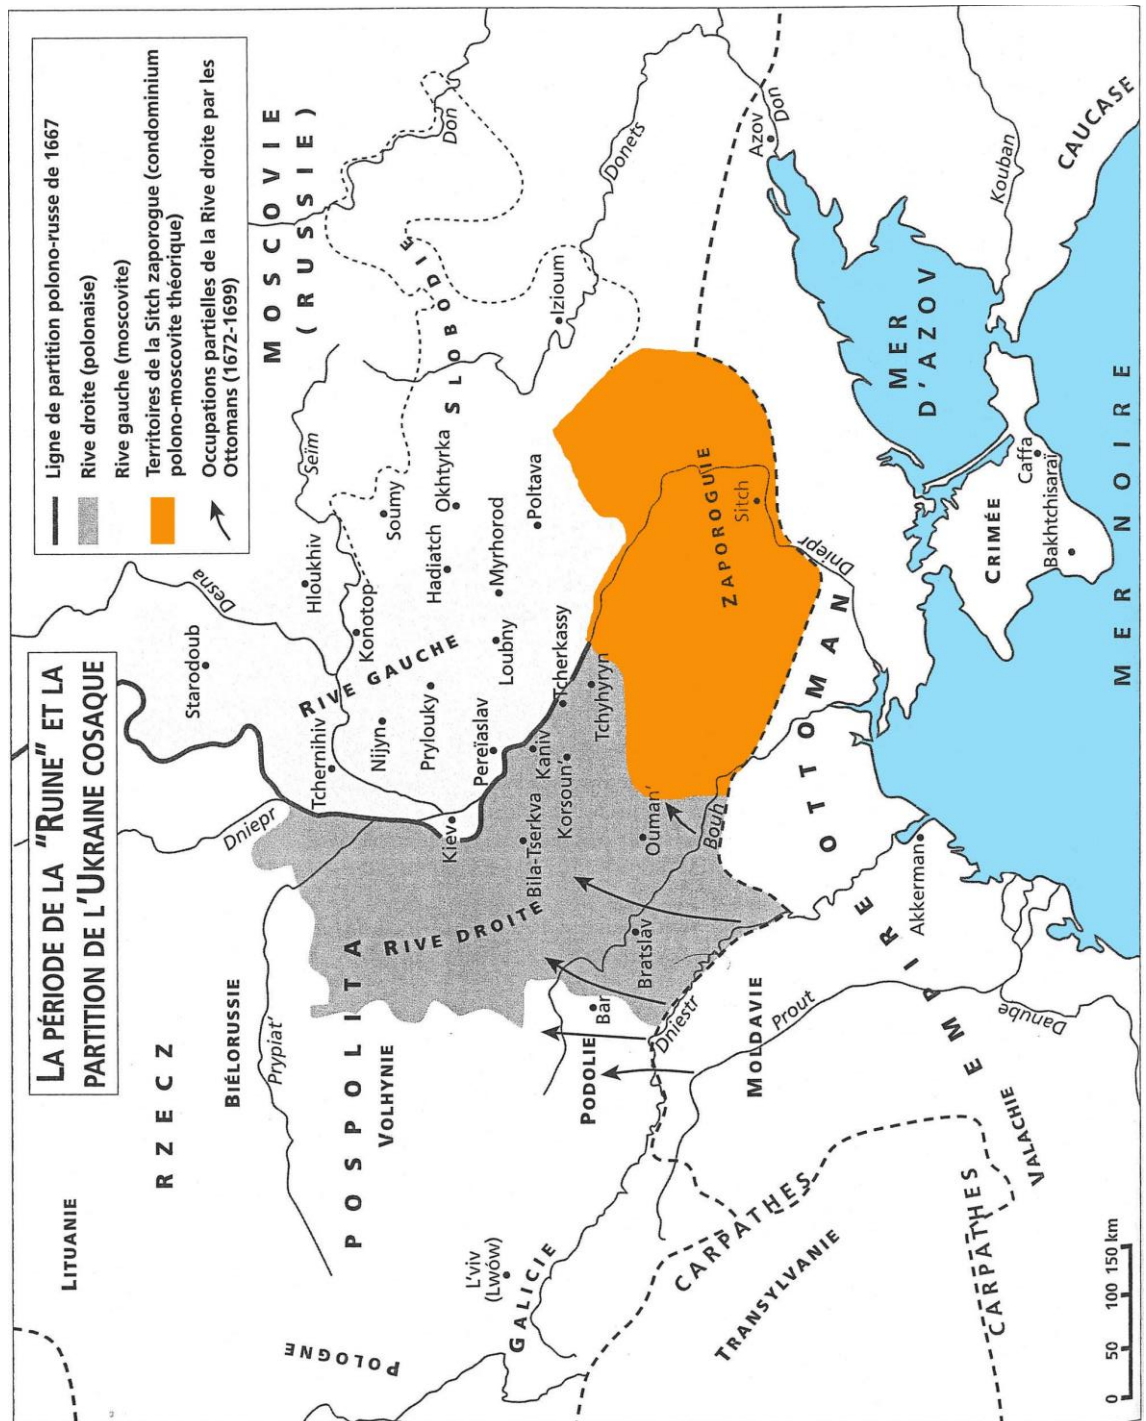 LA PÉRIODE DE LA "RUINE" ET LA
PARTITION DE L'UKRAINE COSAQUE
Ligne de partition polono-russe de 1667
Rive droite (polonaise)
Rive gauche (moscovite)
Territoires de la Sitch zaporogue (condominium
polono-moscovite théorique)
Occupations partielles de la Rive droite par les
Ottomans (1672-1699)
LITUANIE
RZECZ
POSPOLITA
BIÉLORUSSIE
Prypiat'
VOLHYNIE
POLOGNE
L'viv
(Lwów)
GALICIE
PODOLIE
Bar
Bratslav
RIVE DROITE
Dniepr
Starodoub
Desna
Tchernihiv
Hloukhiv
Seïm
Konotop
Nijyn
RIVE GAUCHE
Prylouky
Kiev
Pereïaslav
Loubny
Soumy
Hadiatch
Okhtyrka
Myrhorod
Poltava
SLOBODIE
MOSCOVIE
(RUSSIE)
Don
Donets
Izioum
Bila-Tserkva
Kaniv
Korsoun'
Tcherkassy
Tchyhyryn
Ouman'
Bouh
ZAPOROGUIE
Sitch
Dniepr
Dniestr
MOLDAVIE
Prout
EMPIRE OTTOMAN
Akkerman
Danube
VALACHIE
CARPATHES
TRANSYLVANIE
CARPATHES
Azov
Don
MER
D'AZOV
Kouban
CAUCASE
CRIMÉE
Caffa
Bakhtchisaraï
MER NOIRE
0 50 100 150 km